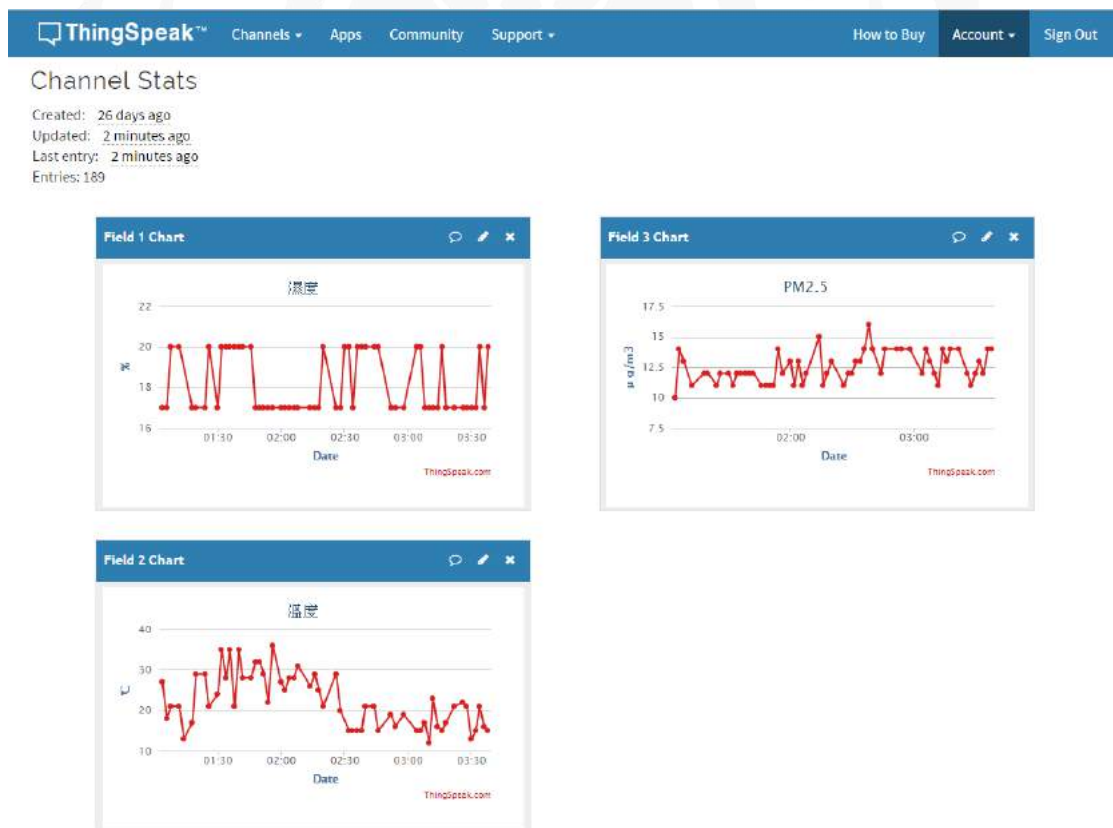 ThingSpeak™ Channels Apps Community Support How to Buy Account Sign Out
Channel Stats
Created: 26 days ago
Updated: 2 minutes ago
Last entry: 2 minutes ago
Entries: 189
Field 1 Chart
濕度
22
20
18
16
%
01:30 02:00 02:30 03:00 03:30
Date
ThingSpeak.com
Field 3 Chart
PM2.5
17.5
15
12.5
10
7.5
μg/m3
02:00 03:00
Date
ThingSpeak.com
Field 2 Chart
溫度
40
30
20
10
℃
01:30 02:00 02:30 03:00 03:30
Date
ThingSpeak.com